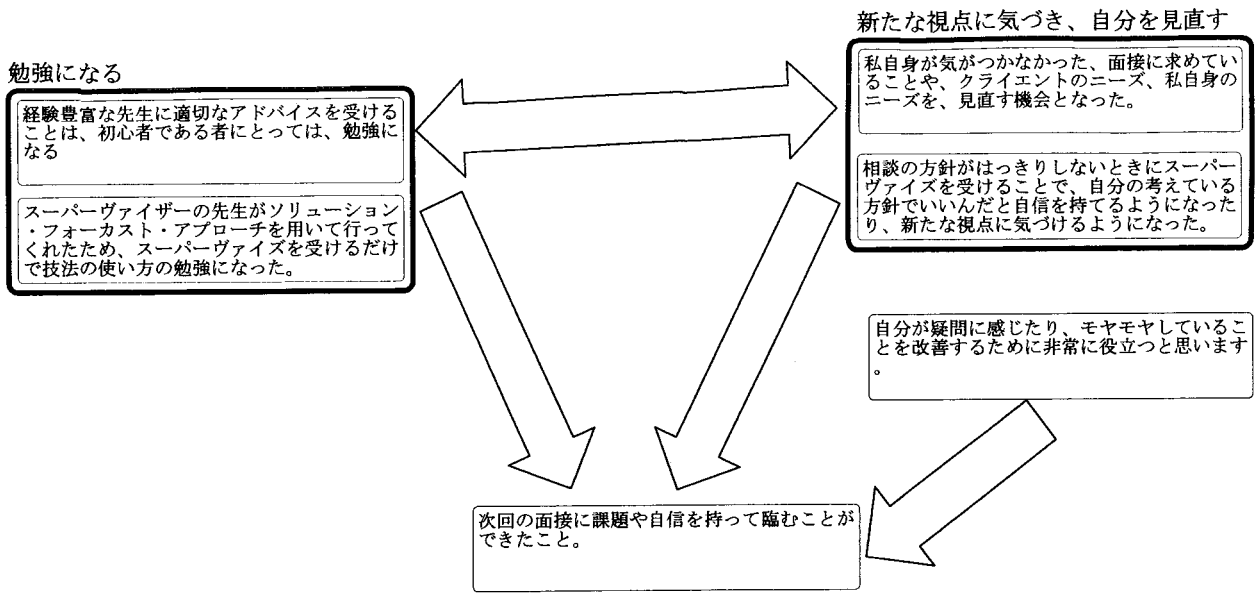 勉強になる
経験豊富な先生に適切なアドバイスを受ける
ことは、初心者である者にとっては、勉強に
なる
スーパーヴァイザーの先生がソリューション
・フォーカスト・アプローチを用いて行って
くれたため、スーパーヴァイズを受けるだけ
で技法の使い方の勉強になった。
新たな視点に気づき、自分を見直す
私自身が気がつかなかった、面接に求めてい
ることや、クライエントのニーズ、私自身の
ニーズを、見直す機会となった。
相談の方針がはっきりしないときにスーパー
ヴァイズを受けることで、自分の考えている
方針でいいんだと自信を持てるようになった
り、新たな視点に気づけるようになった。
自分が疑問に感じたり、モヤモヤしているこ
とを改善するために非常に役立つと思います
。
次回の面接に課題や自信を持って臨むことが
できたこと。